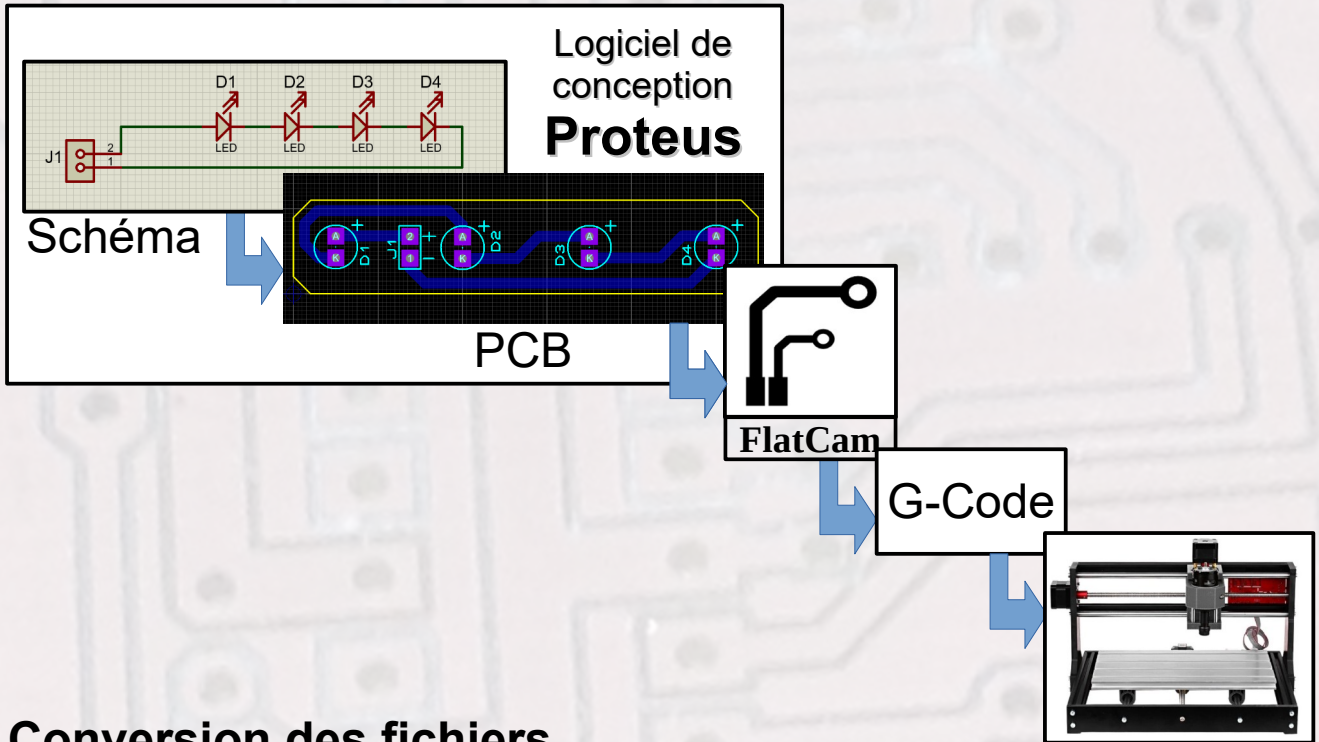 Logiciel de
conception
Proteus
D1 D2 D3 D4
LED LED LED LED
J1
2
1
Schéma
A K + D1
2 1 + − J1
A K + D2
A K + D3
A K + D4
PCB
FlatCam
G-Code
Conversion des fichiers